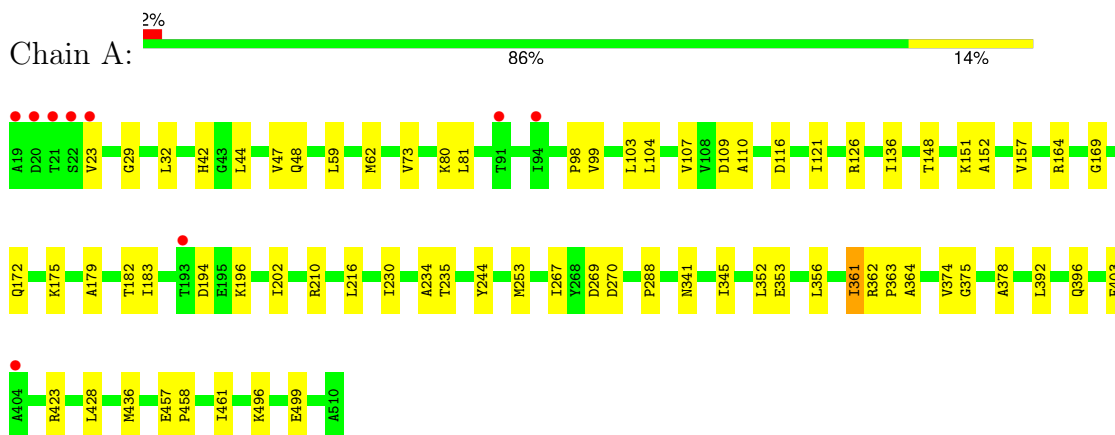 2%
Chain A:
86% 14%
A19 D20 T21 S22 V23 G29 L32 H42 G43 L44 V47 Q48 L59 M62 V73 K80 L81 T91 I94 P98 V99 L103 L104 V107 V108 D109 A110 D116 I121 R126 I136 T148 K151 A152 V157 R164 G169
Q172 K175 A179 T182 I183 T193 D194 E195 K196 I202 R210 L216 I230 A234 T235 Y244 M253 I267 Y268 D269 D270 P288 N341 I345 L352 E353 L356 I361 R362 P363 A364 V374 G375 A378 L392 Q396
A404 R423 L428 M436 E457 P458 I461 K496 E499 A510